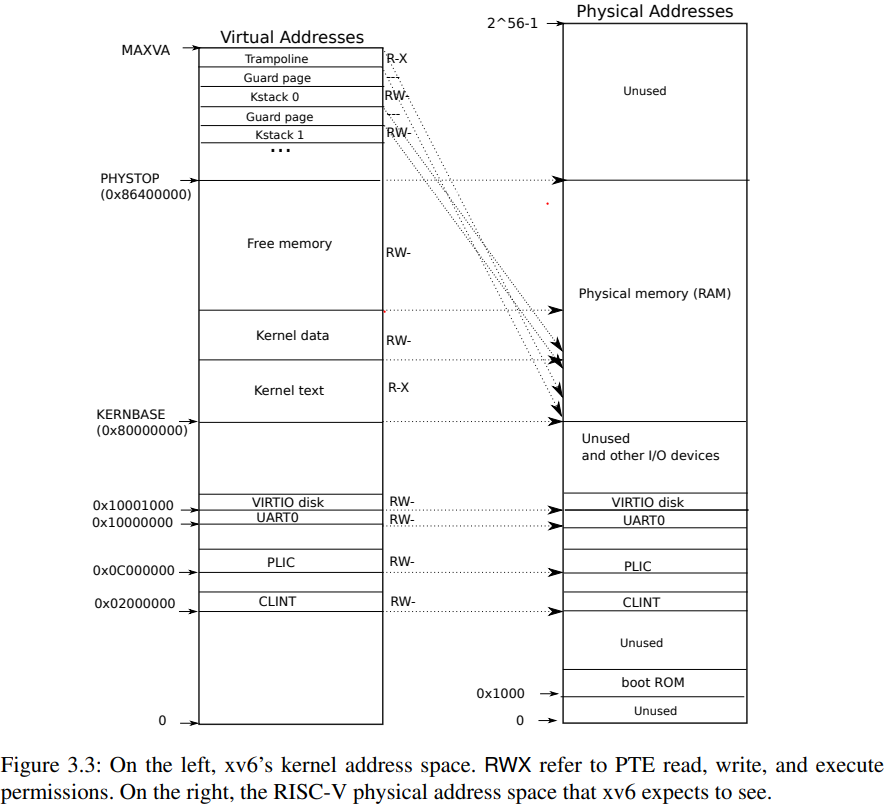 Virtual Addresses
MAXVA
Trampoline
R-X
Guard page
---
Kstack 0
RW-
Guard page
---
Kstack 1
RW-
...
PHYSTOP
(0x86400000)
Free memory
RW-
Kernel data
RW-
Kernel text
R-X
KERNBASE
(0x80000000)
0x10001000
VIRTIO disk
RW-
0x10000000
UART0
RW-
PLIC
RW-
0x0C000000
CLINT
RW-
0x02000000
0
Physical Addresses
2^56-1
Unused
Physical memory (RAM)
Unused
and other I/O devices
VIRTIO disk
UART0
PLIC
CLINT
Unused
boot ROM
0x1000
Unused
0
Figure 3.3: On the left, xv6’s kernel address space. RWX refer to PTE read, write, and execute
permissions. On the right, the RISC-V physical address space that xv6 expects to see.